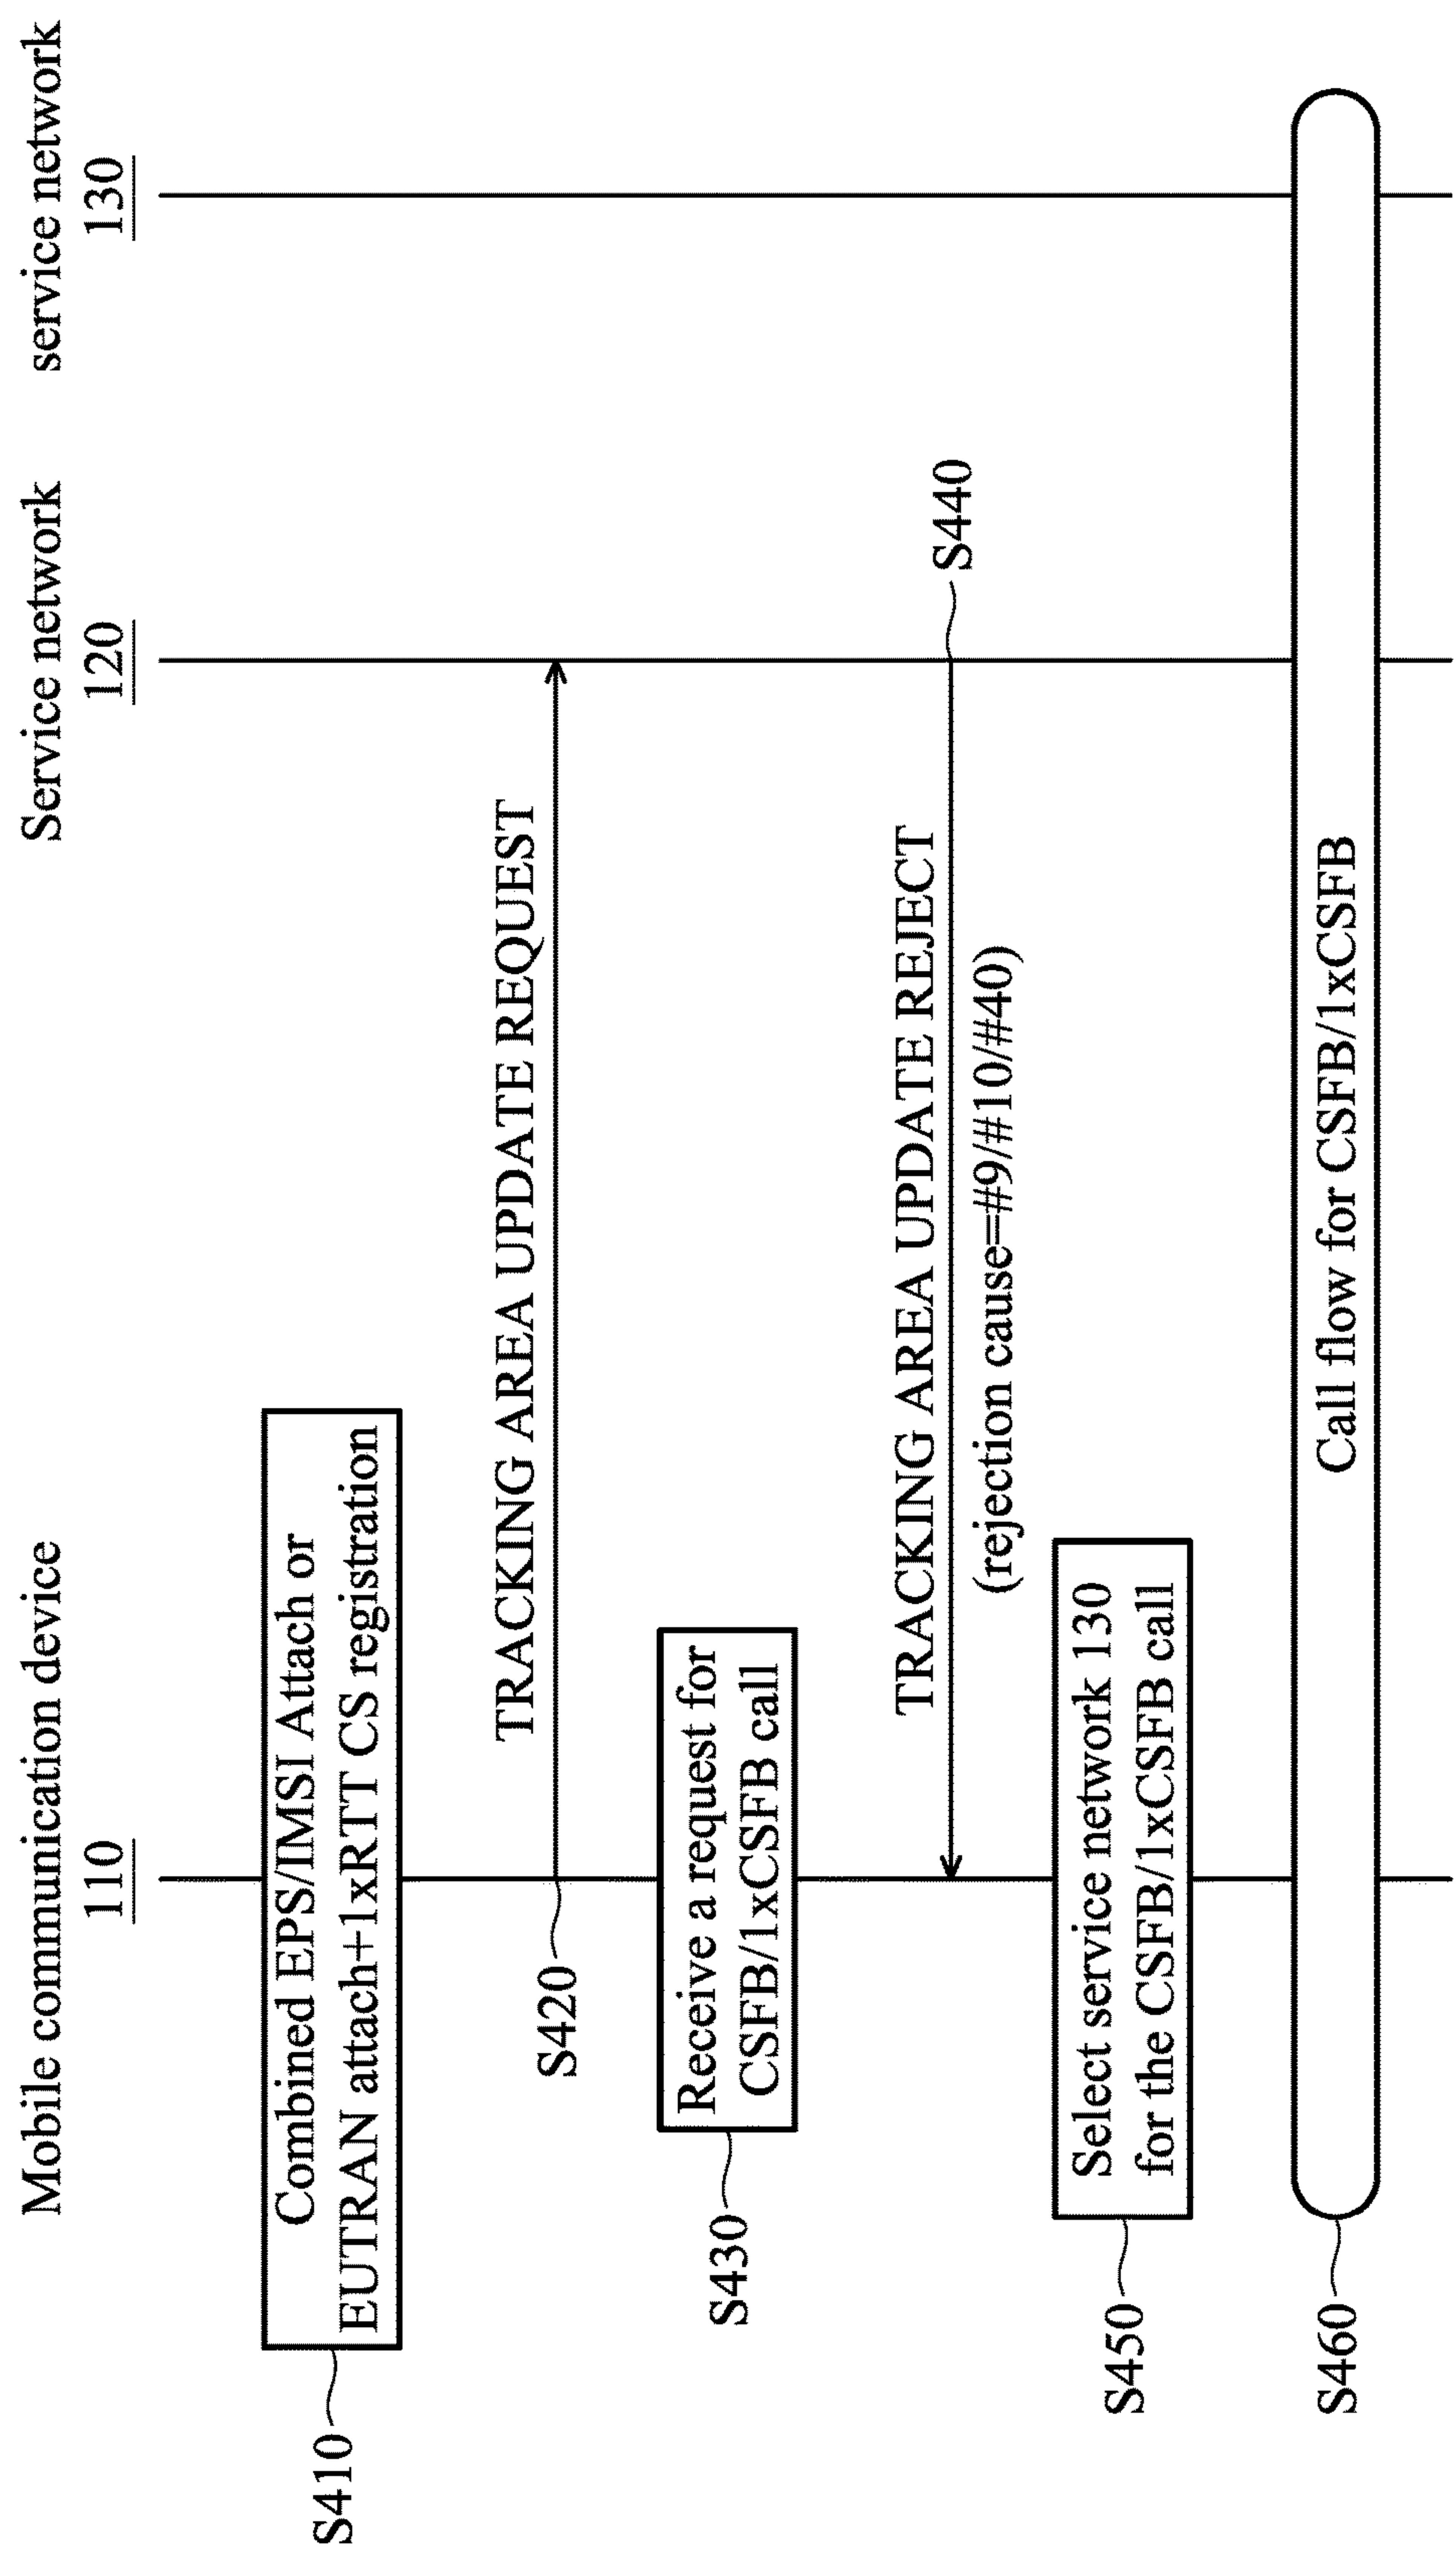 Mobile communication device
110
Service network
120
service network
130
S410
Combined EPS/IMSI Attach or
EUTRAN attach+1xRTT CS registration
TRACKING AREA UPDATE REQUEST
S420
S430
Receive a request for
CSFB/1xCSFB call
S440
TRACKING AREA UPDATE REJECT
(rejection cause=#9/#10/#40)
S450
Select service network 130
for the CSFB/1xCSFB call
S460
Call flow for CSFB/1xCSFB